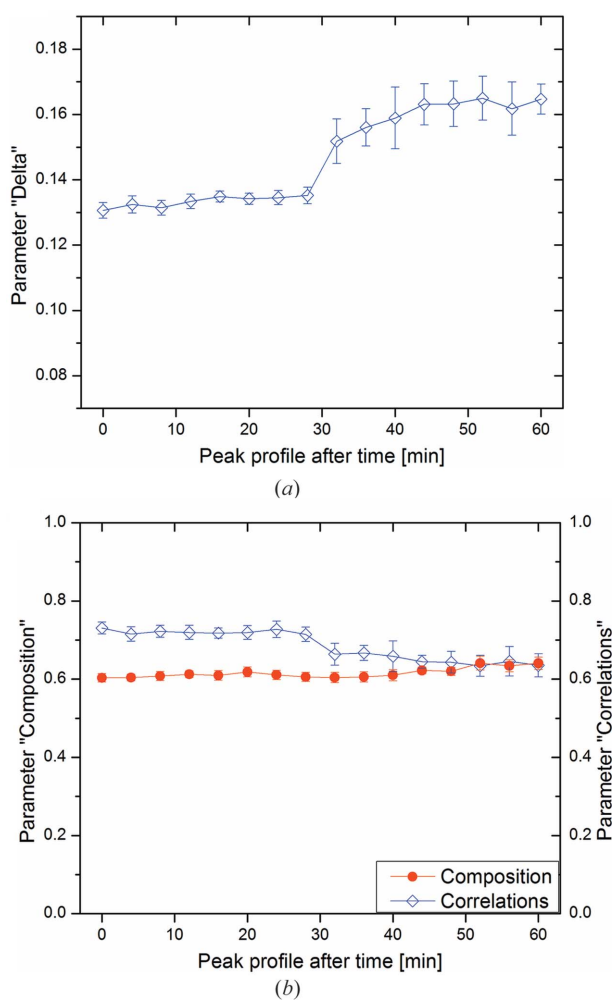 0.18
0.16
0.14
0.12
0.10
0.08
Parameter "Delta"
0 10 20 30 40 50 60
Peak profile after time [min]
(a)
1.0 1.0
0.8 0.8
0.6 0.6
0.4 0.4
0.2 0.2
0.0 0.0
Parameter "Composition"
Parameter "Correlations"
Composition
Correlations
0 10 20 30 40 50 60
Peak profile after time [min]
(b)